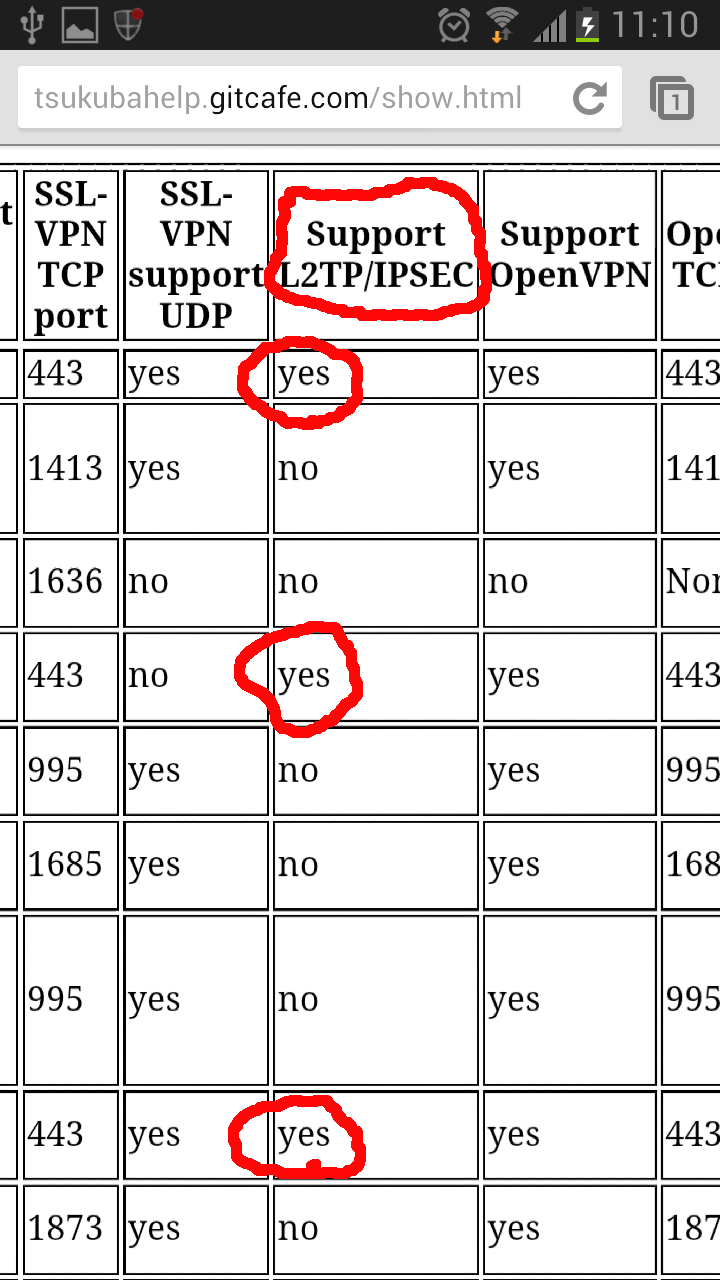 11:10
tsukubahelp.gitcafe.com/show.html
1
t
SSL-
VPN
TCP
port
SSL-
VPN
support
UDP
Support
L2TP/IPSEC
Support
OpenVPN
Ope
TC
443 yes yes yes 443
1413 yes no yes 141
1636 no no no Non
443 no yes yes 443
995 yes no yes 995
1685 yes no yes 168
995 yes no yes 995
443 yes yes yes 443
1873 yes no yes 187